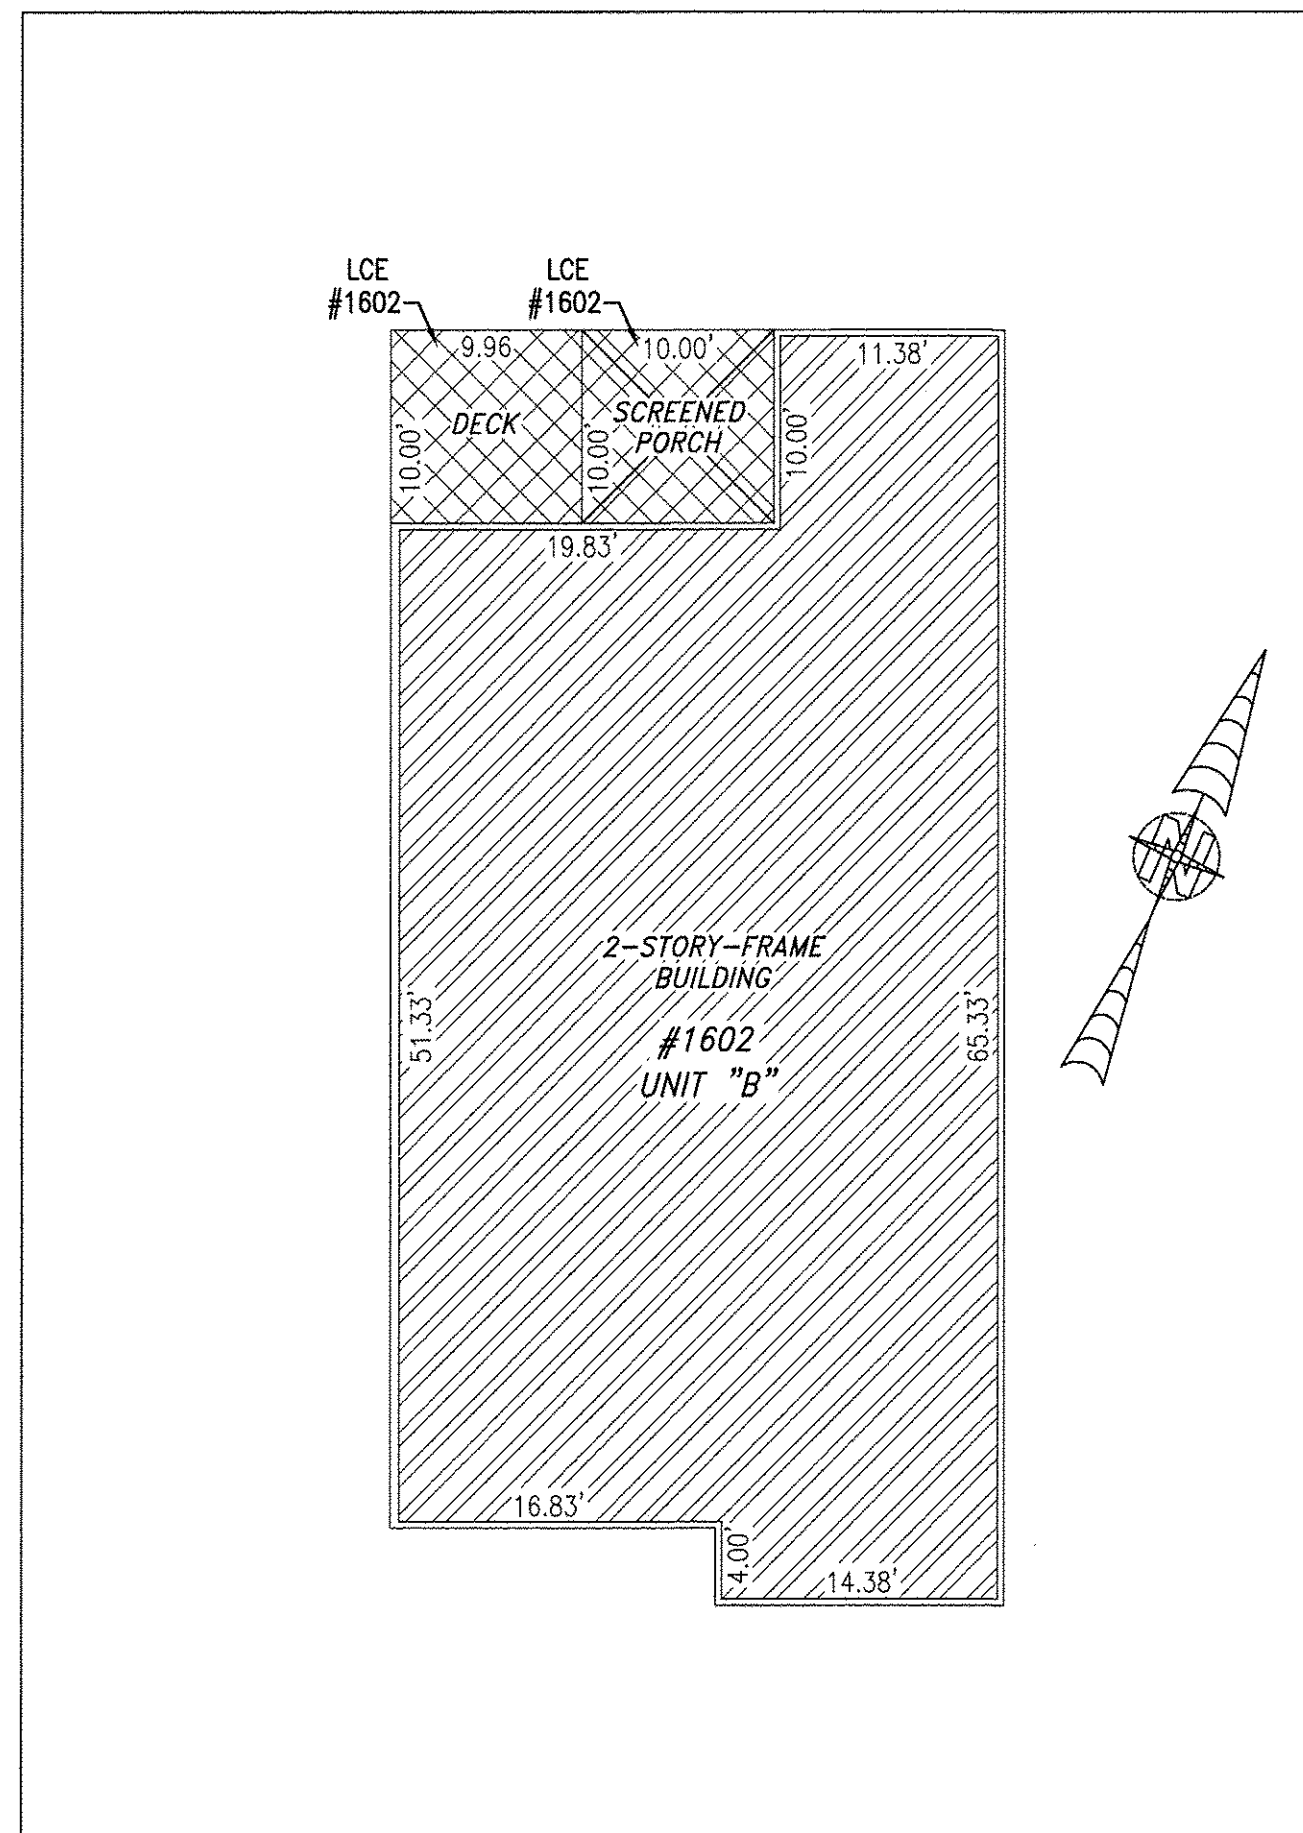 LCE
#1602
LCE
#1602
9.96
10.00'
11.38'
DECK
SCREENED
PORCH
10.00'
10.00'
10.00'
19.83'
2-STORY-FRAME
BUILDING
#1602
UNIT "B"
51.33'
65.33'
N
16.83'
4.00'
14.38'